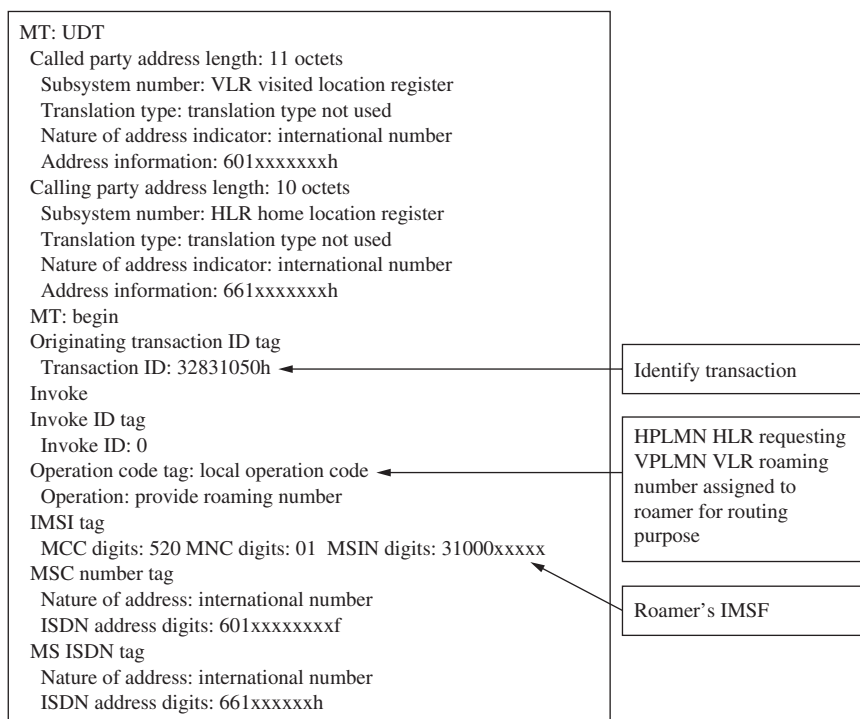 MT: UDT
Called party address length: 11 octets
Subsystem number: VLR visited location register
Translation type: translation type not used
Nature of address indicator: international number
Address information: 601xxxxxxxh
Calling party address length: 10 octets
Subsystem number: HLR home location register
Translation type: translation type not used
Nature of address indicator: international number
Address information: 661xxxxxxxh
MT: begin
Originating transaction ID tag
Transaction ID: 32831050h
Invoke
Invoke ID tag
Invoke ID: 0
Operation code tag: local operation code
Operation: provide roaming number
IMSI tag
MCC digits: 520 MNC digits: 01 MSIN digits: 31000xxxxx
MSC number tag
Nature of address: international number
ISDN address digits: 601xxxxxxxxf
MS ISDN tag
Nature of address: international number
ISDN address digits: 661xxxxxxh
Identify transaction
HPLMN HLR requesting
VPLMN VLR roaming
number assigned to
roamer for routing
purpose
Roamer's IMSF